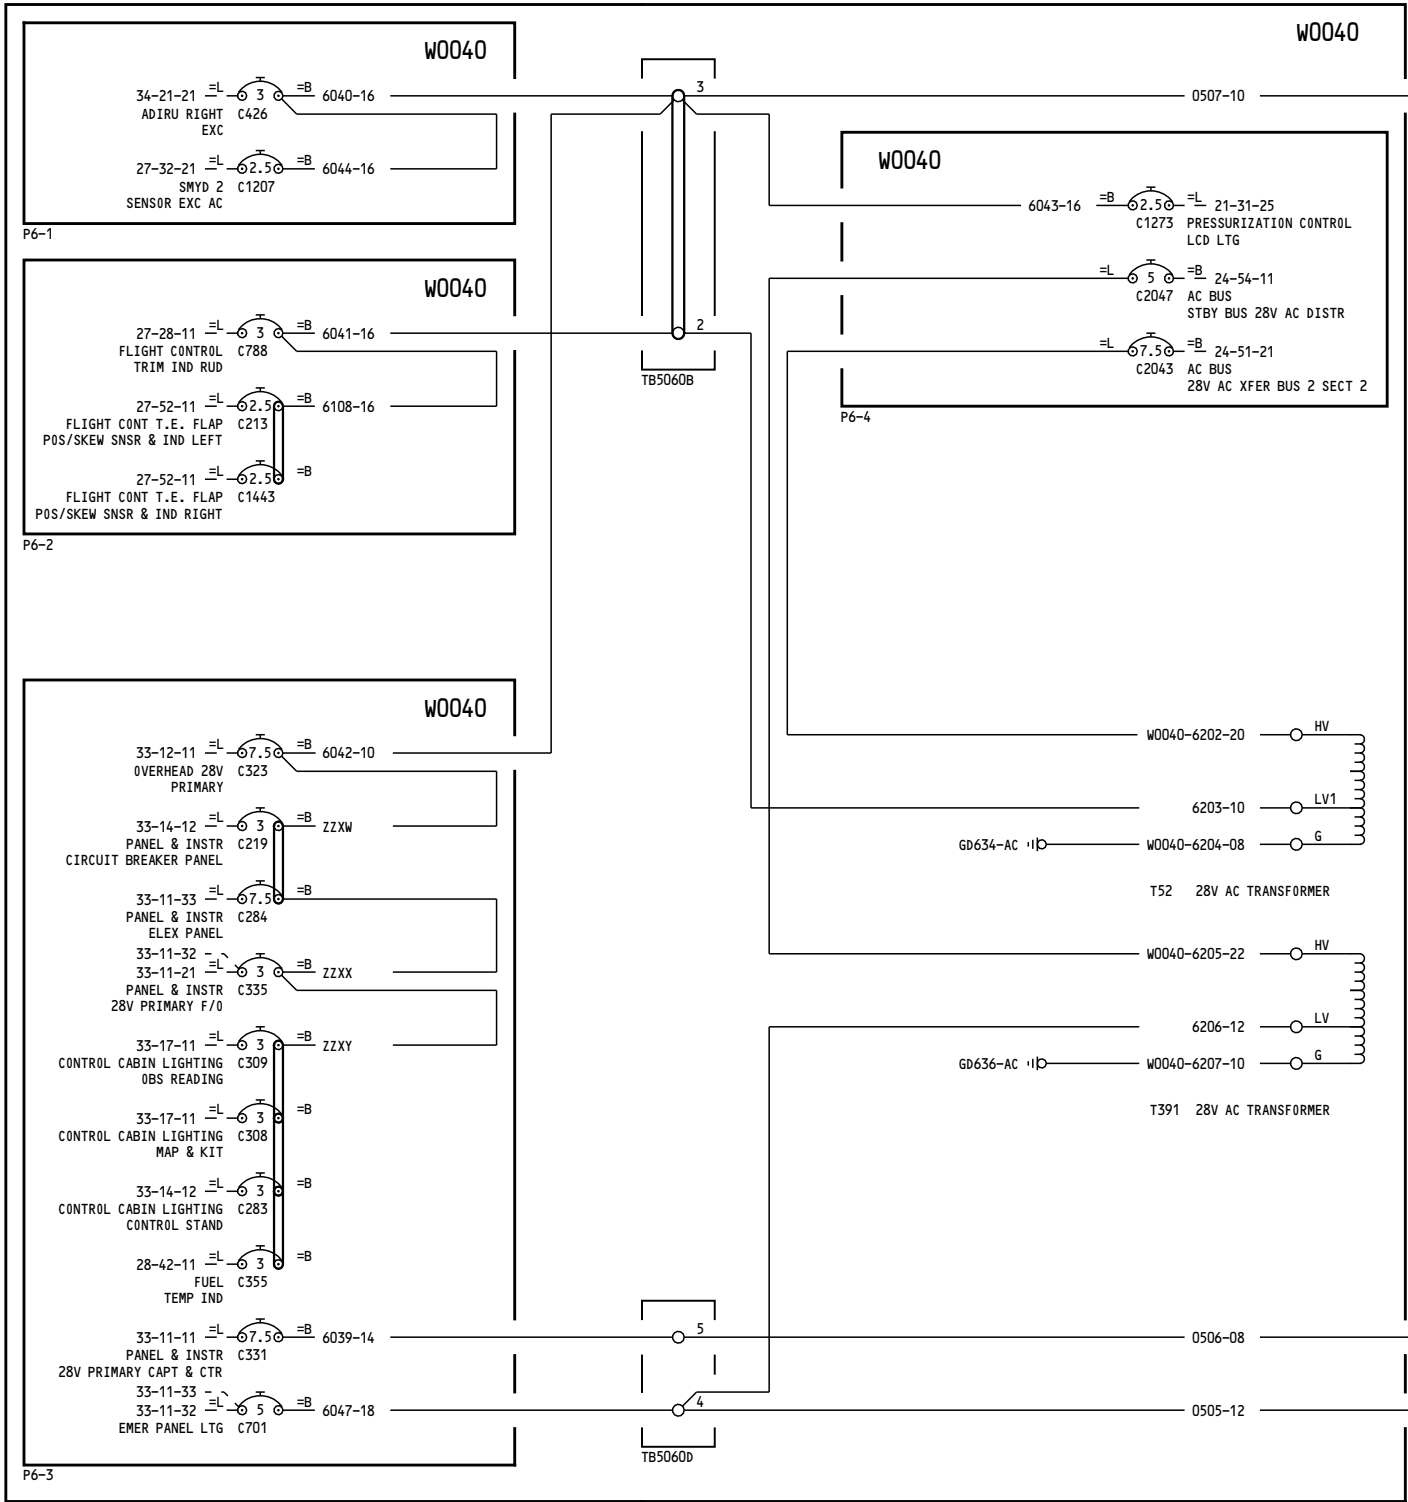 W0040
34-21-21 =L 3 =B 6040-16
ADIRU RIGHT C426
EXC
27-32-21 =L 2.5 =B 6044-16
SMYD 2 C1207
SENSOR EXC AC
P6-1
W0040
27-28-11 =L 3 =B 6041-16
FLIGHT CONTROL C788
TRIM IND RUD
27-52-11 =L 2.5 =B 6108-16
FLIGHT CONT T.E. FLAP C213
POS/SKEW SNSR & IND LEFT
27-52-11 =L 2.5 =B
FLIGHT CONT T.E. FLAP C1443
POS/SKEW SNSR & IND RIGHT
P6-2
W0040
33-12-11 =L 7.5 =B 6042-10
OVERHEAD 28V C323
PRIMARY
33-14-12 =L 3 =B ZZXW
PANEL & INSTR C219
CIRCUIT BREAKER PANEL
33-11-33 =L 7.5 =B
PANEL & INSTR C284
ELEX PANEL
33-11-32
33-11-21 =L 3 =B ZZXX
PANEL & INSTR C335
28V PRIMARY F/O
33-17-11 =L 3 =B ZZXY
CONTROL CABIN LIGHTING C309
OBS READING
33-17-11 =L 3 =B
CONTROL CABIN LIGHTING C308
MAP & KIT
33-14-12 =L 3 =B
CONTROL CABIN LIGHTING C283
CONTROL STAND
28-42-11 =L 3 =B
FUEL C355
TEMP IND
33-11-11 =L 7.5 =B 6039-14
PANEL & INSTR C331
28V PRIMARY CAPT & CTR
33-11-33
33-11-32 =L 5 =B 6047-18
EMER PANEL LTG C701
P6-3
3
2
TB5060B
5
4
TB5060D
W0040
0507-10
W0040
6043-16 =B 2.5 =L 21-31-25
C1273 PRESSURIZATION CONTROL
LCD LTG
=L 5 =B 24-54-11
C2047 AC BUS
STBY BUS 28V AC DISTR
=L 7.5 =B 24-51-21
C2043 AC BUS
28V AC XFER BUS 2 SECT 2
P6-4
W0040-6202-20 HV
6203-10 LV1
GD634-AC W0040-6204-08 G
T52 28V AC TRANSFORMER
W0040-6205-22 HV
6206-12 LV
GD636-AC W0040-6207-10 G
T391 28V AC TRANSFORMER
0506-08
0505-12